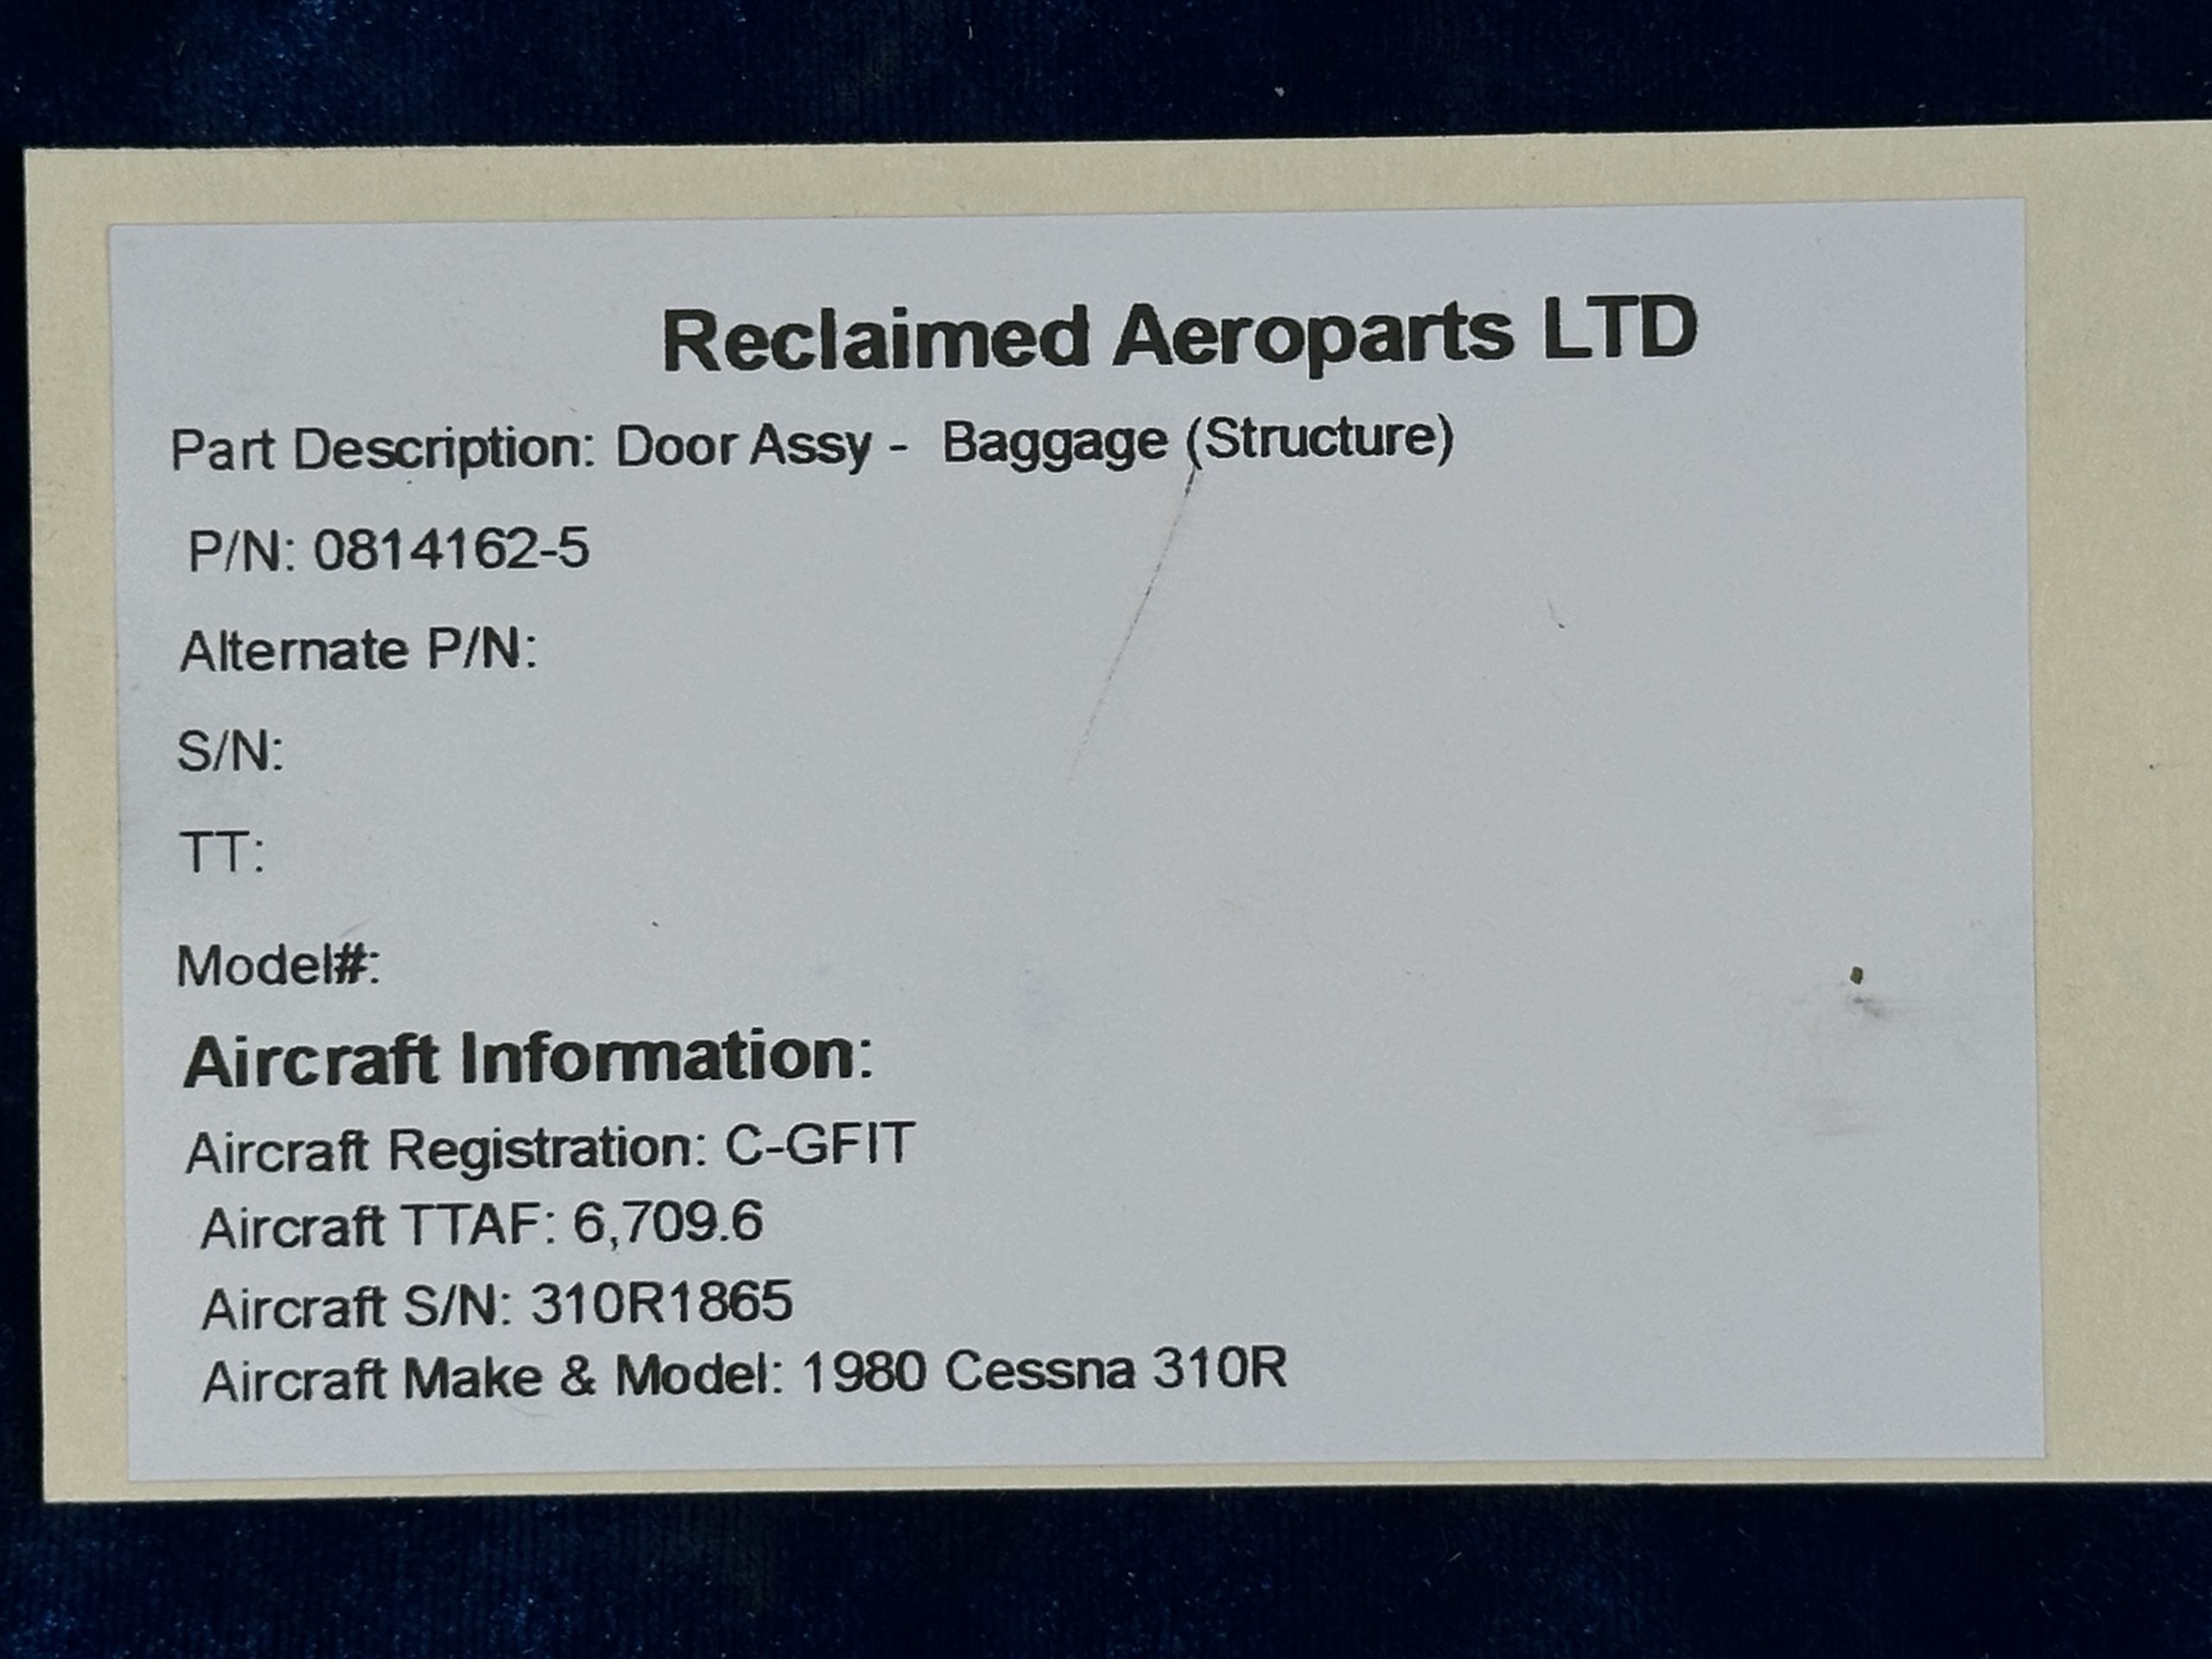 Reclaimed Aeroparts LTD
Part Description: Door Assy - Baggage (Structure)
P/N: 0814162-5
Alternate P/N:
S/N:
TT:
Model#:
Aircraft Information:
Aircraft Registration: C-GFIT
Aircraft TTAF: 6,709.6
Aircraft S/N: 310R1865
Aircraft Make & Model: 1980 Cessna 310R